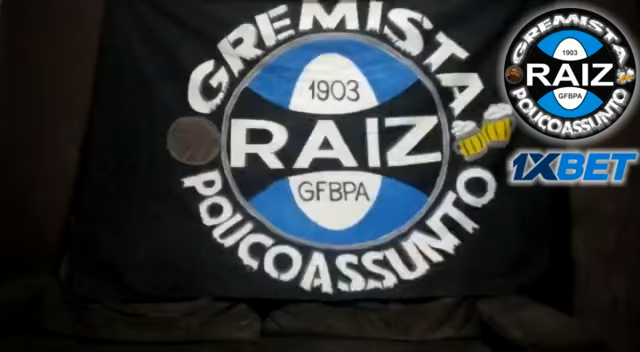 GREMISTA
1903
RAIZ
GFBPA
POUCOASSUNTO
GREMISTA
1903
RAIZ
GFBPA
POUCOASSUNTO
1XBET